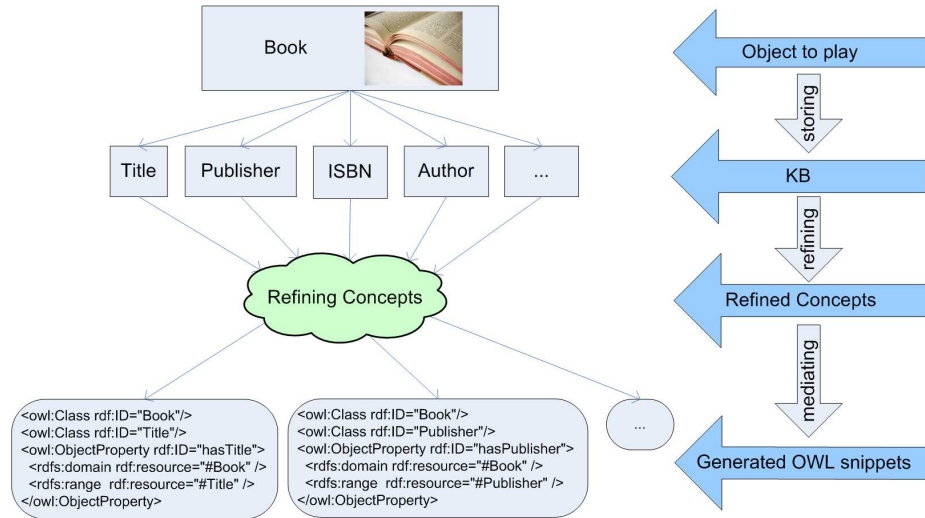 Book
Object to play
storing
Title
Publisher
ISBN
Author
...
KB
refining
Refining Concepts
Refined Concepts
mediating
<owl:Class rdf:ID="Book"/>
<owl:Class rdf:ID="Title"/>
<owl:ObjectProperty rdf:ID="hasTitle">
<rdfs:domain rdf:resource="#Book" />
<rdfs:range rdf:resource="#Title" />
</owl:ObjectProperty>
<owl:Class rdf:ID="Book"/>
<owl:Class rdf:ID="Publisher"/>
<owl:ObjectProperty rdf:ID="hasPublisher">
<rdfs:domain rdf:resource="#Book" />
<rdfs:range rdf:resource="#Publisher" />
</owl:ObjectProperty>
...
Generated OWL snippets